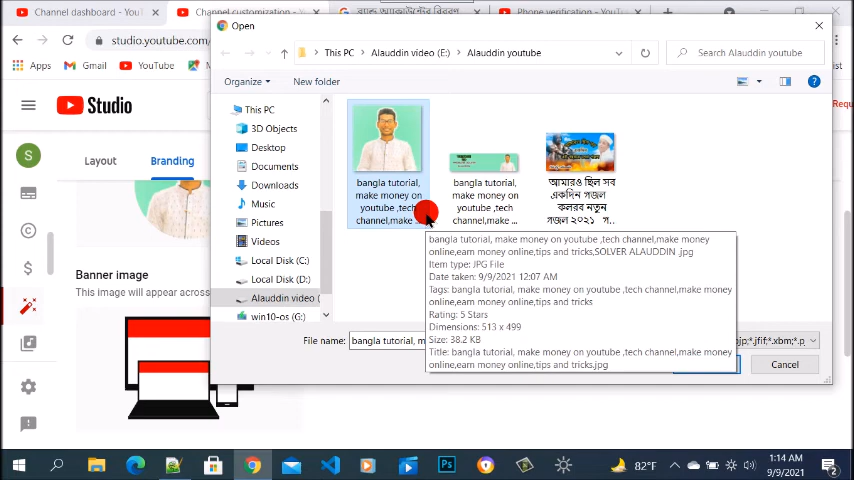 Channel dashboard - YouT
Channel customization - Y
ব্র্যান্ড অ্যাকাউন্টের বিবরণ
Phone verification - YouTube
studio.youtube.com/
Apps
Gmail
YouTube
Studio
S
Layout
Branding
Banner image
This image will appear across
Open
This PC > Alauddin video (E:) > Alauddin youtube
Search Alauddin youtube
Organize
New folder
This PC
3D Objects
Desktop
Documents
Downloads
Music
Pictures
Videos
Local Disk (C:)
Local Disk (D:)
Alauddin video (
win10-os (G:)
bangla tutorial,
make money on
youtube ,tech
channel,make ...
bangla tutorial,
make money on
youtube ,tech
channel,make ...
আমারও ছিল সব
একদিন গজল
কলরব নতুন
গজল ২০২১ প..
bangla tutorial, make money on youtube ,tech channel,make money
online,earn money online,tips and tricks,SOLVER ALAUDDIN .jpg
Item type: JPG File
Date taken: 9/9/2021 12:07 AM
Tags: bangla tutorial, make money on youtube ,tech channel,make money
online,earn money online,tips and tricks
Rating: 5 Stars
Dimensions: 513 x 499
Size: 38.2 KB
Title: bangla tutorial, make money on youtube ,tech channel,make money
online,earn money online,tips and tricks.jpg
File name:
bangla tutorial, m
ojp;*.jfif;*.xbm;*.p
Cancel
82°F
1:14 AM
9/9/2021
2